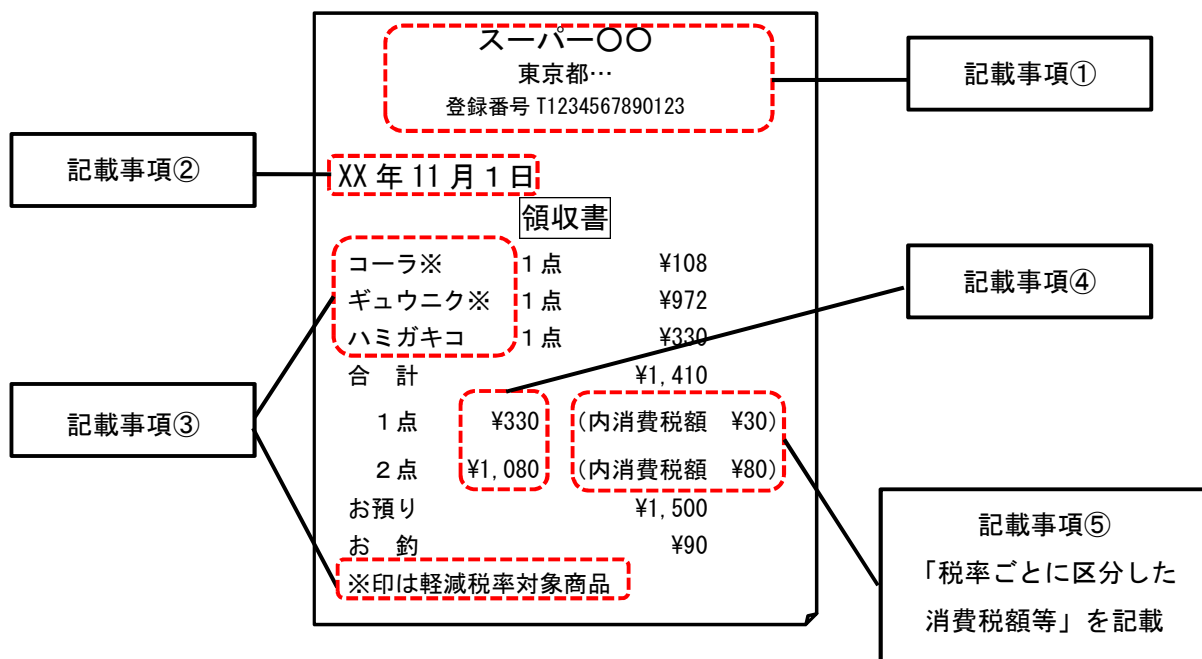 スーパー〇〇
東京都…
登録番号 T1234567890123
記載事項①
記載事項②
XX 年 11 月 1 日
領収書
コーラ※ 1点 ¥108
ギュウニク※ 1点 ¥972
ハミガキコ 1点 ¥330
合 計 ¥1,410
1点 ¥330 (内消費税額 ¥30)
2点 ¥1,080 (内消費税額 ¥80)
お預り ¥1,500
お 釣 ¥90
※印は軽減税率対象商品
記載事項③
記載事項④
記載事項⑤
「税率ごとに区分した
消費税額等」を記載